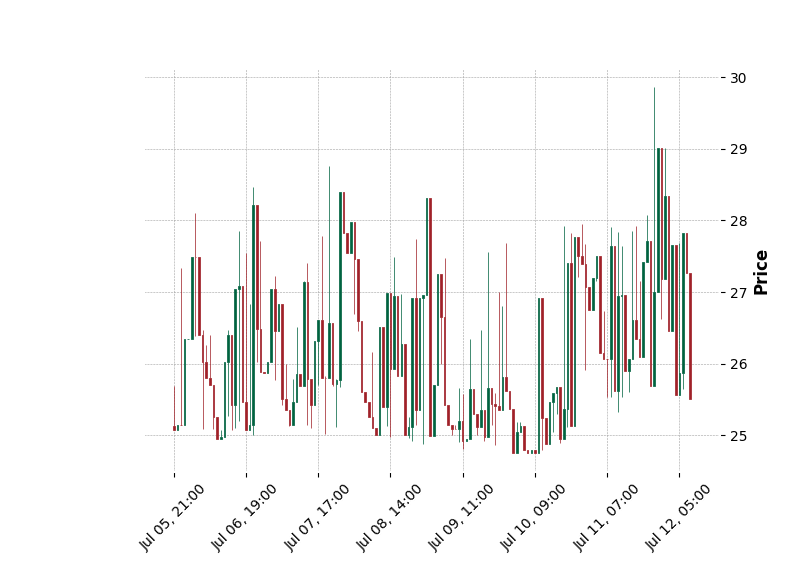 30
29
28
27
26
25
Price
Jul 05, 21:00
Jul 06, 19:00
Jul 07, 17:00
Jul 08, 14:00
Jul 09, 11:00
Jul 10, 09:00
Jul 11, 07:00
Jul 12, 05:00